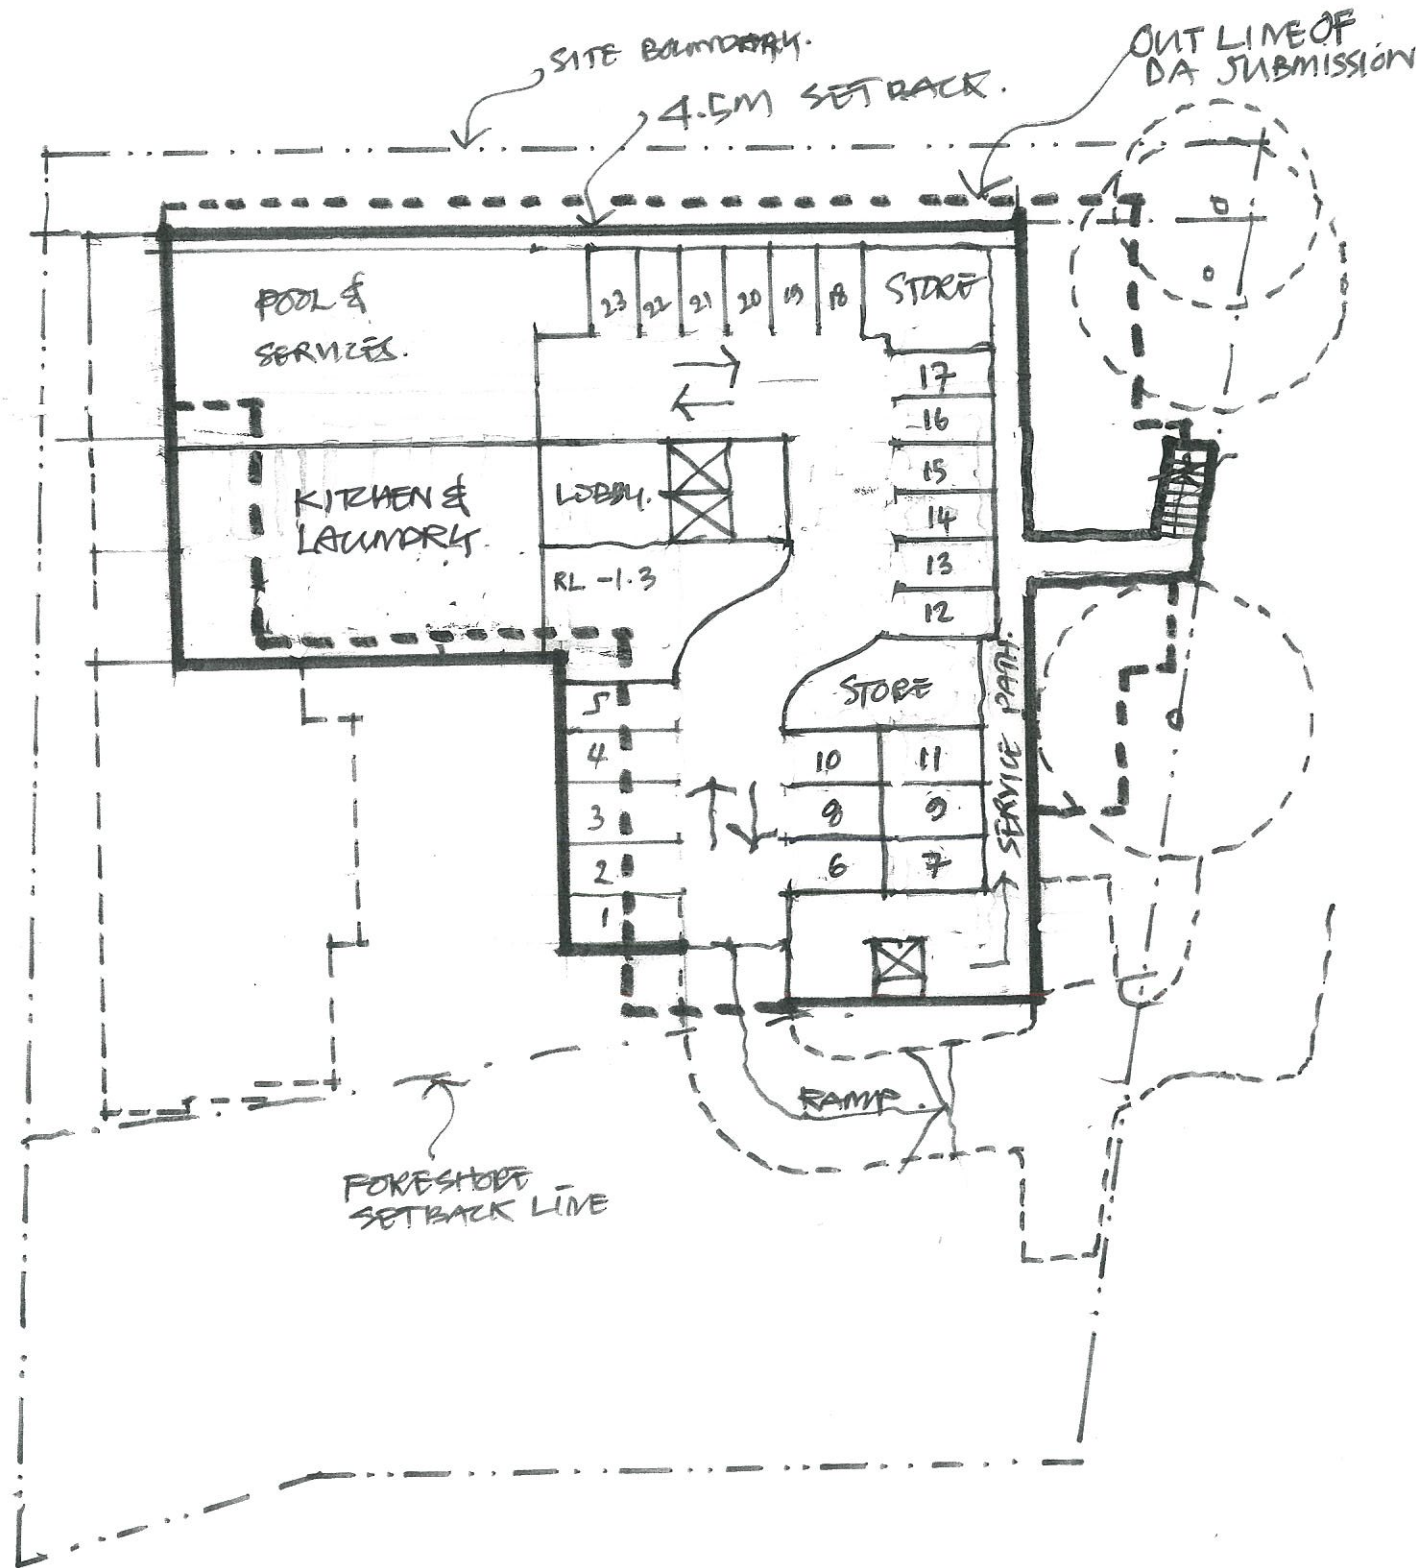 SITE BOUNDARY.
4.5M SETBACK.
OUT LINE OF
DA SUBMISSION
POOL &
SERVICES.
23
22
21
20
19
18
STORE
17
16
15
14
13
12
KITCHEN &
LAUNDRY
LOBBY.
RL -1.3
STORE
SERVICE PATH.
5
4
3
2
1
10
11
8
9
6
7
RAMP.
FORESHORE
SETBACK LINE